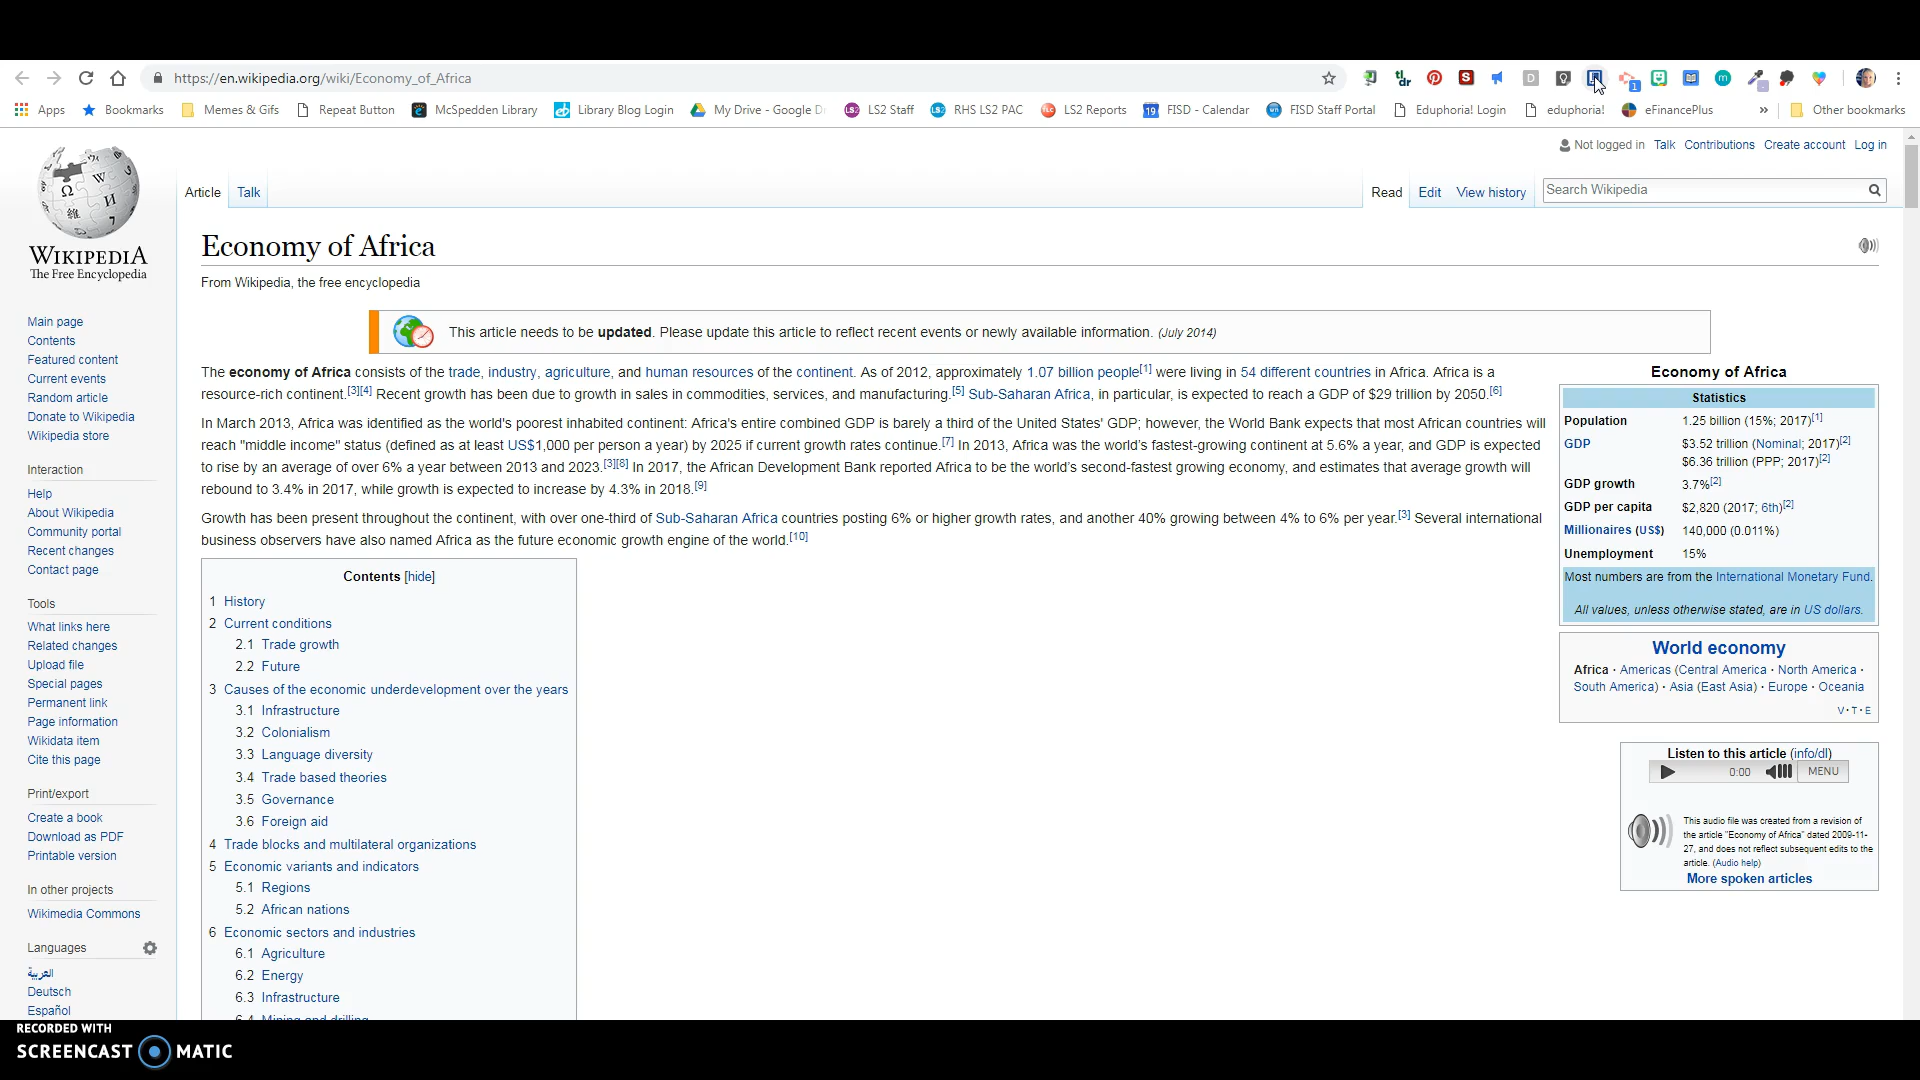 https://en.wikipedia.org/wiki/Economy_of_Africa
Apps Bookmarks Memes & Gifs Repeat Button McSpedden Library Library Blog Login My Drive - Google D LS2 Staff RHS LS2 PAC LS2 Reports FISD - Calendar FISD Staff Portal Eduphoria! Login eduphoria! eFinancePlus » Other bookmarks
Not logged in Talk Contributions Create account Log in
Article Talk Read Edit View history Search Wikipedia
WIKIPEDIA
The Free Encyclopedia
Main page
Contents
Featured content
Current events
Random article
Donate to Wikipedia
Wikipedia store
Interaction
Help
About Wikipedia
Community portal
Recent changes
Contact page
Tools
What links here
Related changes
Upload file
Special pages
Permanent link
Page information
Wikidata item
Cite this page
Print/export
Create a book
Download as PDF
Printable version
In other projects
Wikimedia Commons
Languages
العربية
Deutsch
Español
Economy of Africa
From Wikipedia, the free encyclopedia
This article needs to be updated. Please update this article to reflect recent events or newly available information. (July 2014)
The economy of Africa consists of the trade, industry, agriculture, and human resources of the continent. As of 2012, approximately 1.07 billion people[1] were living in 54 different countries in Africa. Africa is a
resource-rich continent.[3][4] Recent growth has been due to growth in sales in commodities, services, and manufacturing.[5] Sub-Saharan Africa, in particular, is expected to reach a GDP of $29 trillion by 2050.[6]
In March 2013, Africa was identified as the world's poorest inhabited continent: Africa's entire combined GDP is barely a third of the United States' GDP; however, the World Bank expects that most African countries will
reach "middle income" status (defined as at least US$1,000 per person a year) by 2025 if current growth rates continue.[7] In 2013, Africa was the world's fastest-growing continent at 5.6% a year, and GDP is expected
to rise by an average of over 6% a year between 2013 and 2023.[3][8] In 2017, the African Development Bank reported Africa to be the world's second-fastest growing economy, and estimates that average growth will
rebound to 3.4% in 2017, while growth is expected to increase by 4.3% in 2018.[9]
Growth has been present throughout the continent, with over one-third of Sub-Saharan Africa countries posting 6% or higher growth rates, and another 40% growing between 4% to 6% per year.[3] Several international
business observers have also named Africa as the future economic growth engine of the world.[10]
Contents [hide]
1 History
2 Current conditions
2.1 Trade growth
2.2 Future
3 Causes of the economic underdevelopment over the years
3.1 Infrastructure
3.2 Colonialism
3.3 Language diversity
3.4 Trade based theories
3.5 Governance
3.6 Foreign aid
4 Trade blocks and multilateral organizations
5 Economic variants and indicators
5.1 Regions
5.2 African nations
6 Economic sectors and industries
6.1 Agriculture
6.2 Energy
6.3 Infrastructure
6.4 Mining and drilling
Economy of Africa
Statistics
Population 1.25 billion (15%; 2017)[1]
GDP $3.52 trillion (Nominal; 2017)[2]
$6.36 trillion (PPP; 2017)[2]
GDP growth 3.7%[2]
GDP per capita $2,820 (2017; 6th)[2]
Millionaires (US$) 140,000 (0.011%)
Unemployment 15%
Most numbers are from the International Monetary Fund.
All values, unless otherwise stated, are in US dollars.
World economy
Africa · Americas (Central America · North America ·
South America) · Asia (East Asia) · Europe · Oceania
V · T · E
Listen to this article (info/dl)
0:00 MENU
This audio file was created from a revision of
the article "Economy of Africa" dated 2009-11-
27, and does not reflect subsequent edits to the
article. (Audio help)
More spoken articles
RECORDED WITH
SCREENCAST MATIC